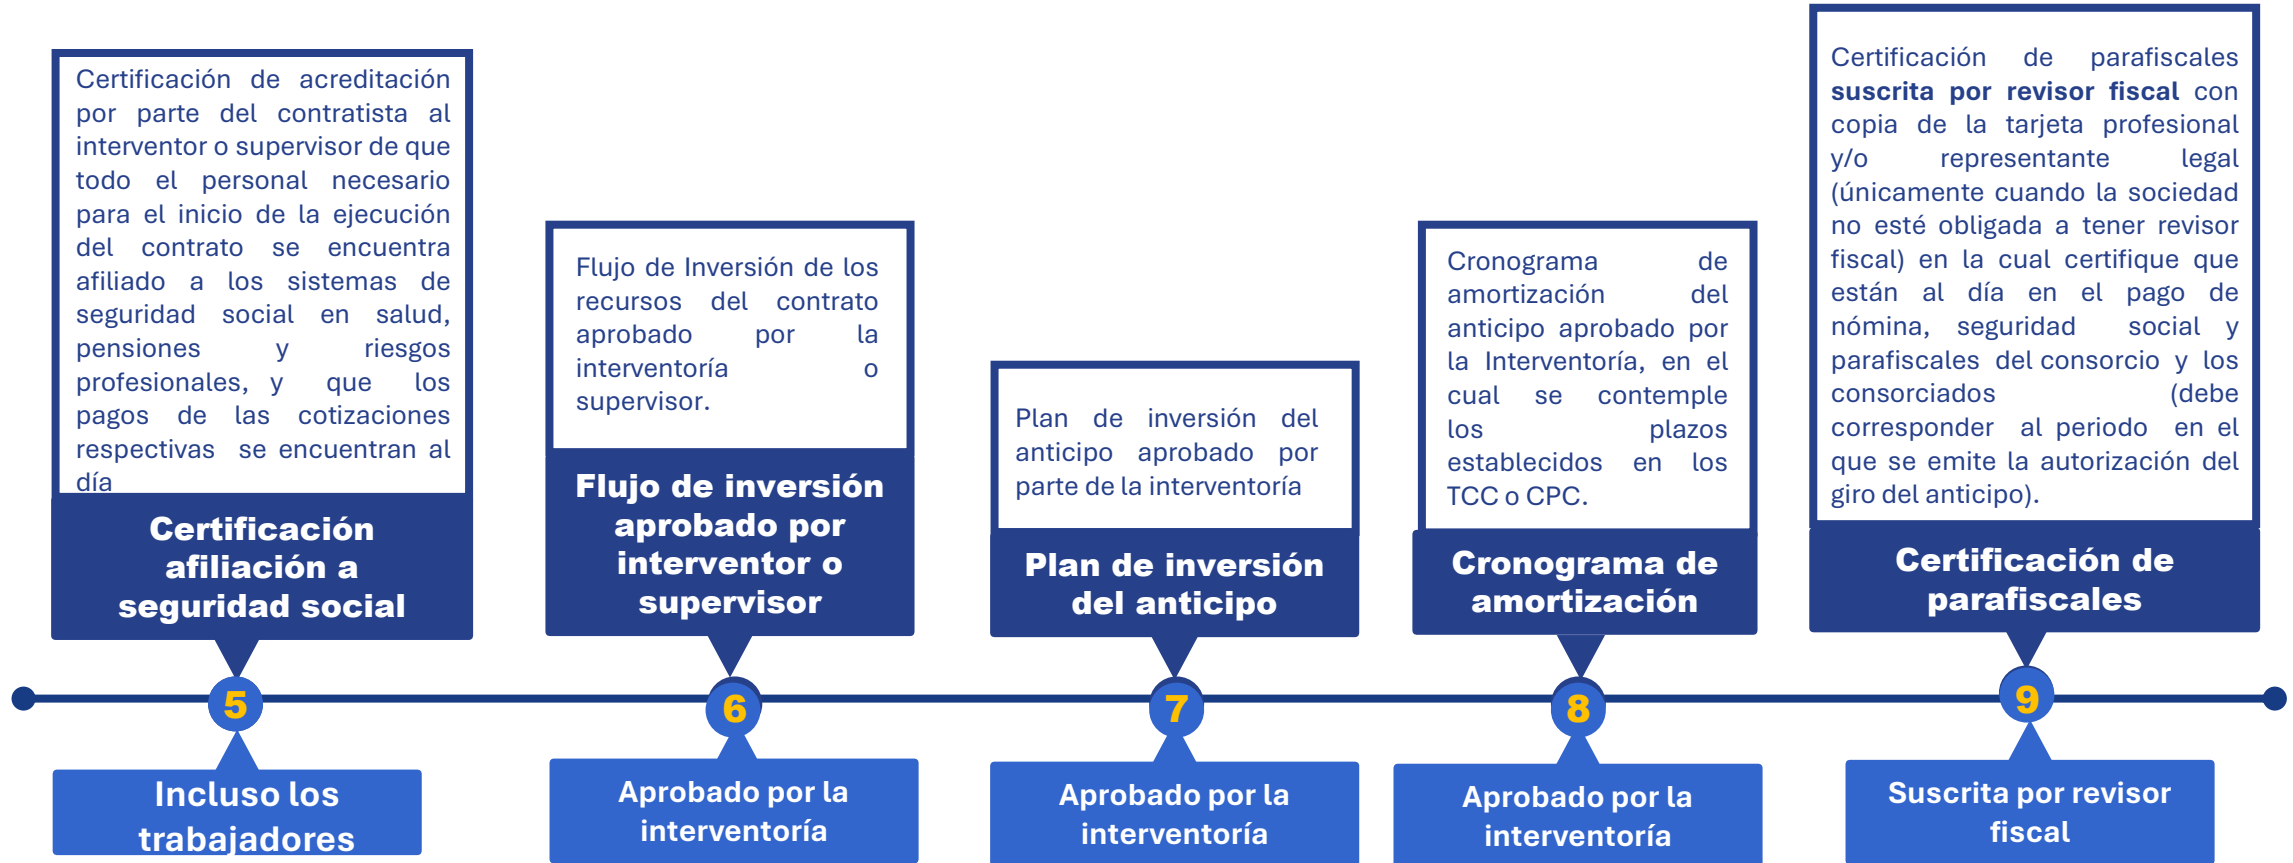 Certificación de acreditación
por parte del contratista al
interventor o supervisor de que
todo el personal necesario
para el inicio de la ejecución
del contrato se encuentra
afiliado a los sistemas de
seguridad social en salud,
pensiones y riesgos
profesionales, y que los
pagos de las cotizaciones
respectivas se encuentran al
día
Certificación
afiliación a
seguridad social
5
Incluso los
trabajadores
Flujo de Inversión de los
recursos del contrato
aprobado por la
interventoría o
supervisor.
Flujo de inversión
aprobado por
interventor o
supervisor
6
Aprobado por la
interventoría
Plan de inversión del
anticipo aprobado por
parte de la interventoría
Plan de inversión
del anticipo
7
Aprobado por la
interventoría
Cronograma de
amortización del
anticipo aprobado por
la Interventoría, en el
cual se contemple
los plazos
establecidos en los
TCC o CPC.
Cronograma de
amortización
8
Aprobado por la
interventoría
Certificación de parafiscales
suscrita por revisor fiscal con
copia de la tarjeta profesional
y/o representante legal
(únicamente cuando la sociedad
no esté obligada a tener revisor
fiscal) en la cual certifique que
están al día en el pago de
nómina, seguridad social y
parafiscales del consorcio y los
consorciados (debe
corresponder al periodo en el
que se emite la autorización del
giro del anticipo).
Certificación de
parafiscales
9
Suscrita por revisor
fiscal